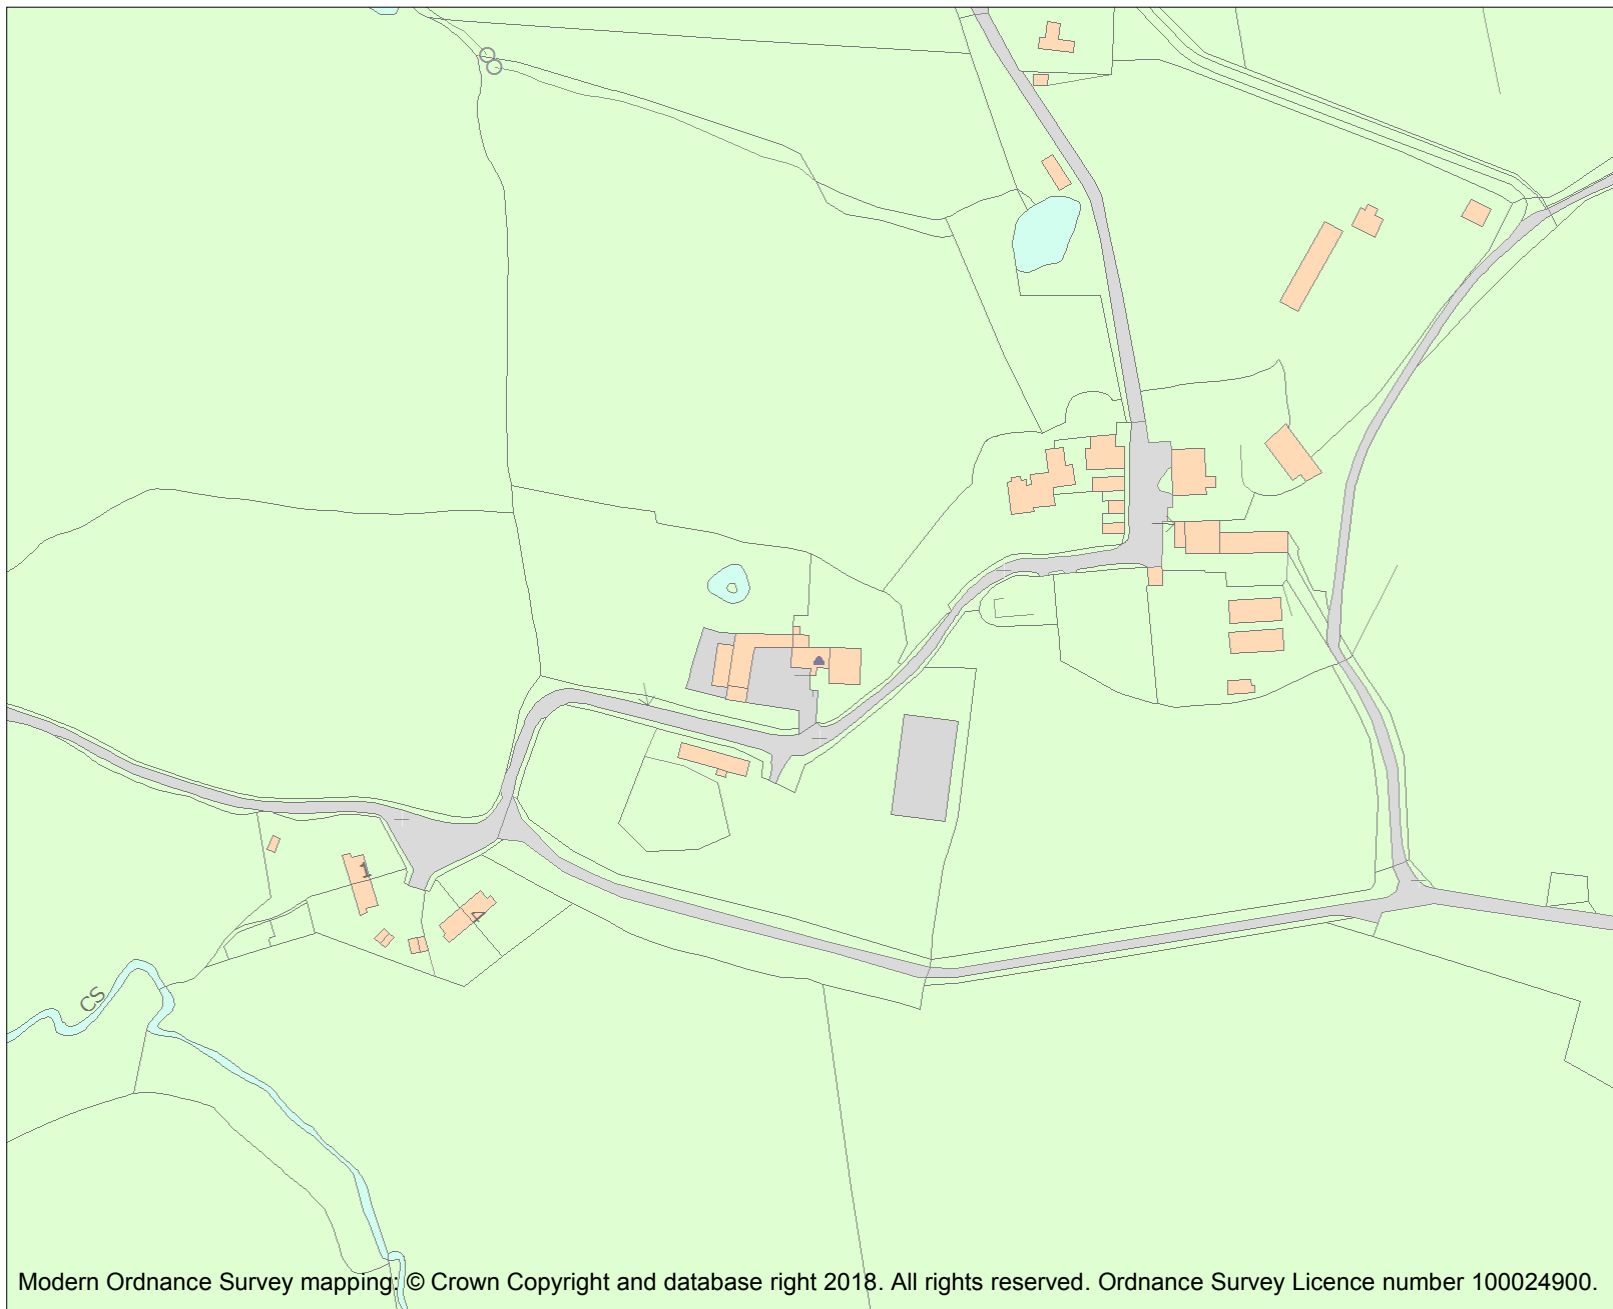 1
4
CS
Modern Ordnance Survey mapping: © Crown Copyright and database right 2018. All rights reserved. Ordnance Survey Licence number 100024900.